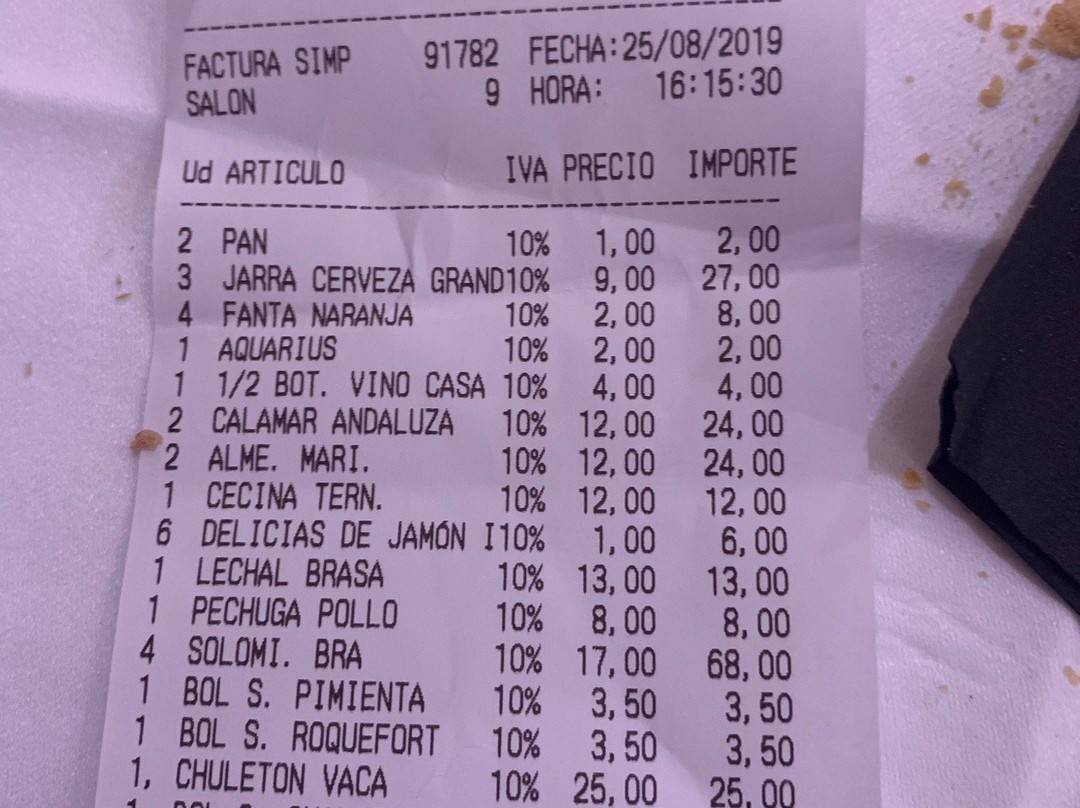 FACTURA SIMP 91782 FECHA:25/08/2019
SALON 9 HORA: 16:15:30
Ud ARTICULO IVA PRECIO IMPORTE
2 PAN 10% 1,00 2,00
3 JARRA CERVEZA GRAND10% 9,00 27,00
4 FANTA NARANJA 10% 2,00 8,00
1 AQUARIUS 10% 2,00 2,00
1 1/2 BOT. VINO CASA 10% 4,00 4,00
2 CALAMAR ANDALUZA 10% 12,00 24,00
2 ALME. MARI. 10% 12,00 24,00
1 CECINA TERN. 10% 12,00 12,00
6 DELICIAS DE JAMÓN I10% 1,00 6,00
1 LECHAL BRASA 10% 13,00 13,00
1 PECHUGA POLLO 10% 8,00 8,00
4 SOLOMI. BRA 10% 17,00 68,00
1 BOL S. PIMIENTA 10% 3,50 3,50
1 BOL S. ROQUEFORT 10% 3,50 3,50
1, CHULETON VACA 10% 25,00 25,00